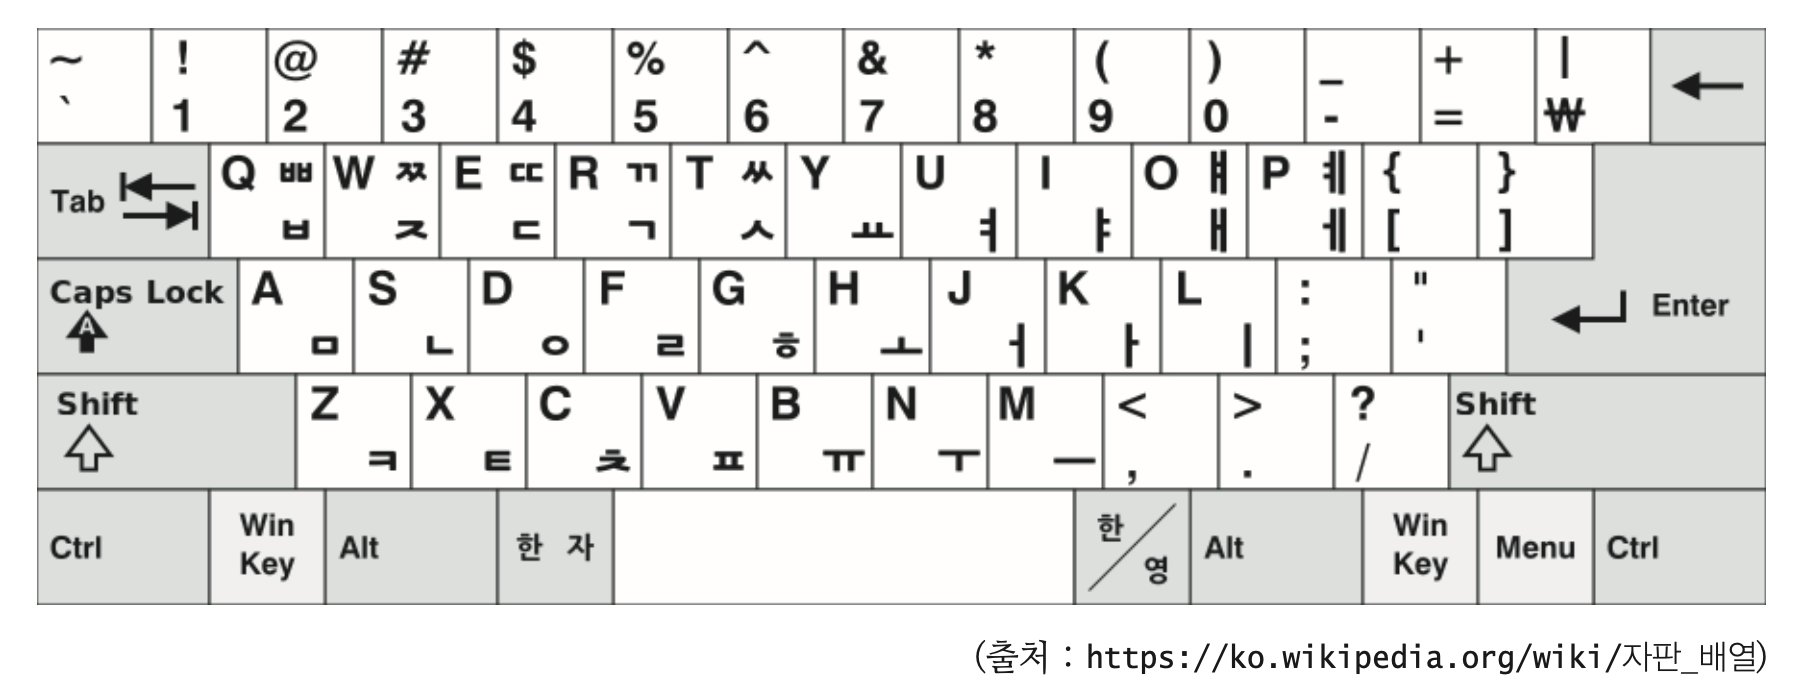 ~ ! @ # $ % ^ & * ( ) _ + |
` 1 2 3 4 5 6 7 8 9 0 - = ₩
Tab Q ㅃ W ㅉ E ㄸ R ㄲ T ㅆ Y U I O ㅒ P ㅖ { }
ㅂ ㅈ ㄷ ㄱ ㅅ ㅛ ㅕ ㅑ ㅐ ㅔ [ ]
Caps Lock A S D F G H J K L : " Enter
A ㅁ ㄴ ㅇ ㄹ ㅎ ㅗ ㅓ ㅏ ㅣ ; '
Shift Z X C V B N M < > ? Shift
ㅋ ㅌ ㅊ ㅍ ㅠ ㅜ ㅡ , . /
Ctrl Win Key Alt 한 자 한/영 Alt Win Key Menu Ctrl
(출처 : https://ko.wikipedia.org/wiki/자판_배열)